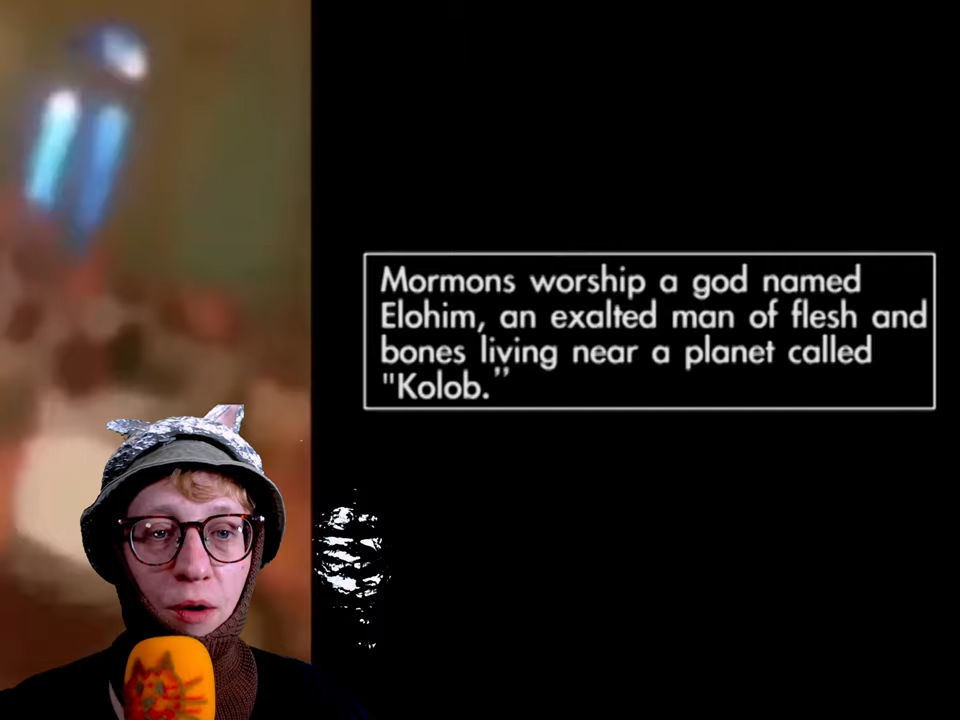 Mormons worship a god named
Elohim, an exalted man of flesh and
bones living near a planet called
"Kolob.”